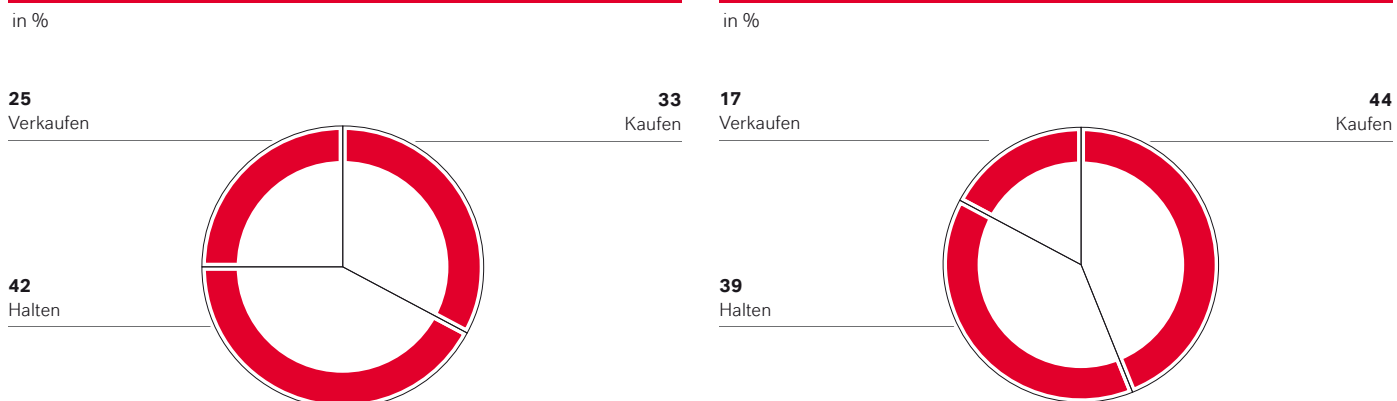 in %
25
Verkaufen
33
Kaufen
42
Halten
in %
17
Verkaufen
44
Kaufen
39
Halten